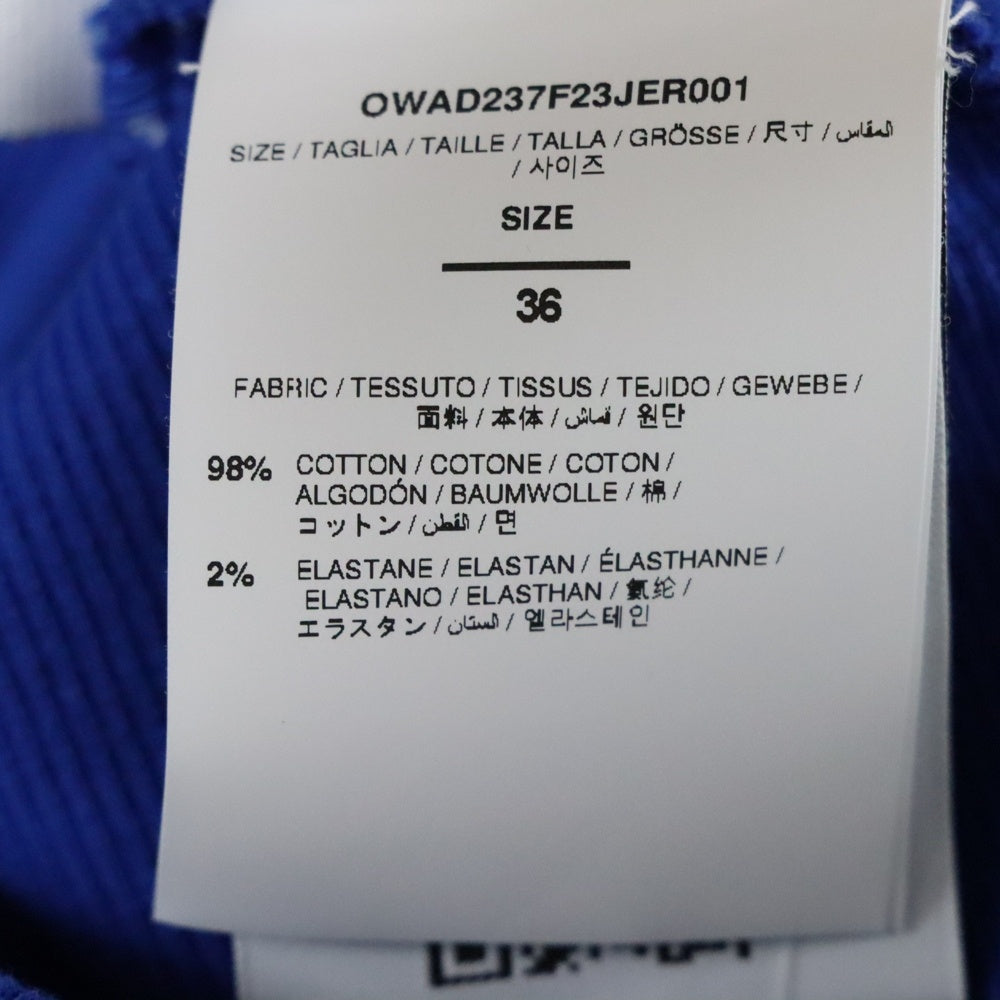 OWAD237F23JER001
SIZE / TAGLIA / TAILLE / TALLA / GRÖSSE / 尺寸 / المقاس
/ 사이즈
SIZE
36
FABRIC / TESSUTO / TISSUS / TEJIDO / GEWEBE /
面料 / 本体 / قماش / 원단
98% COTTON / COTONE / COTON /
ALGODÓN / BAUMWOLLE / 棉 /
コットン / القطن / 면
2% ELASTANE / ELASTAN / ÉLASTHANNE /
ELASTANO / ELASTHAN / 氨纶 /
エラスタン / الستان / 엘라스테인